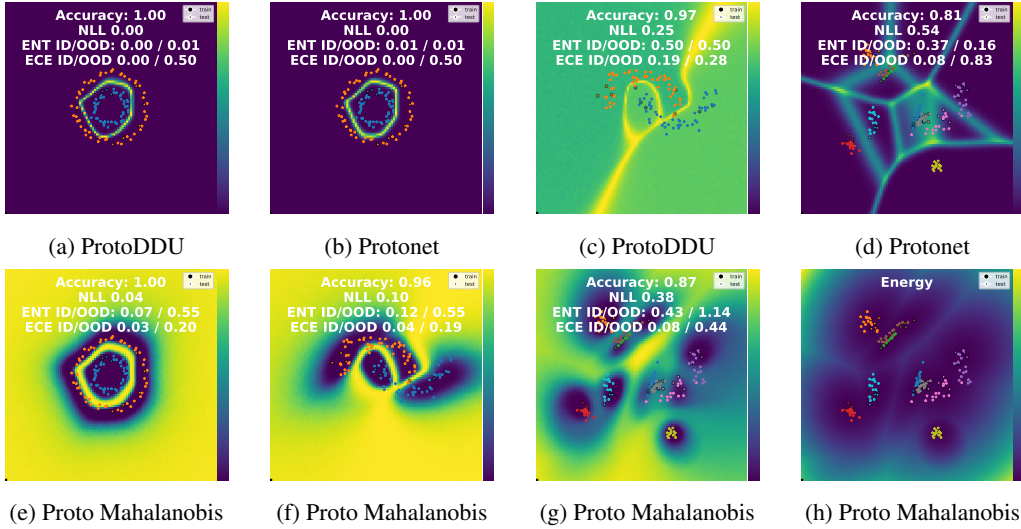 Accuracy: 1.00
NLL 0.00
ENT ID/OOD: 0.00 / 0.01
ECE ID/OOD 0.00 / 0.50
train
test
(a) ProtoDDU
Accuracy: 1.00
NLL 0.00
ENT ID/OOD: 0.01 / 0.01
ECE ID/OOD 0.00 / 0.50
train
test
(b) Protonet
Accuracy: 0.97
NLL 0.25
ENT ID/OOD: 0.50 / 0.50
ECE ID/OOD 0.19 / 0.28
train
test
(c) ProtoDDU
Accuracy: 0.81
NLL 0.54
ENT ID/OOD: 0.37 / 0.16
ECE ID/OOD 0.08 / 0.83
train
test
(d) Protonet
Accuracy: 1.00
NLL 0.04
ENT ID/OOD: 0.07 / 0.55
ECE ID/OOD 0.03 / 0.20
train
test
(e) Proto Mahalanobis
Accuracy: 0.96
NLL 0.10
ENT ID/OOD: 0.12 / 0.55
ECE ID/OOD 0.04 / 0.19
train
test
(f) Proto Mahalanobis
Accuracy: 0.87
NLL 0.38
ENT ID/OOD: 0.43 / 1.14
ECE ID/OOD 0.08 / 0.44
train
test
(g) Proto Mahalanobis
Energy
train
test
(h) Proto Mahalanobis